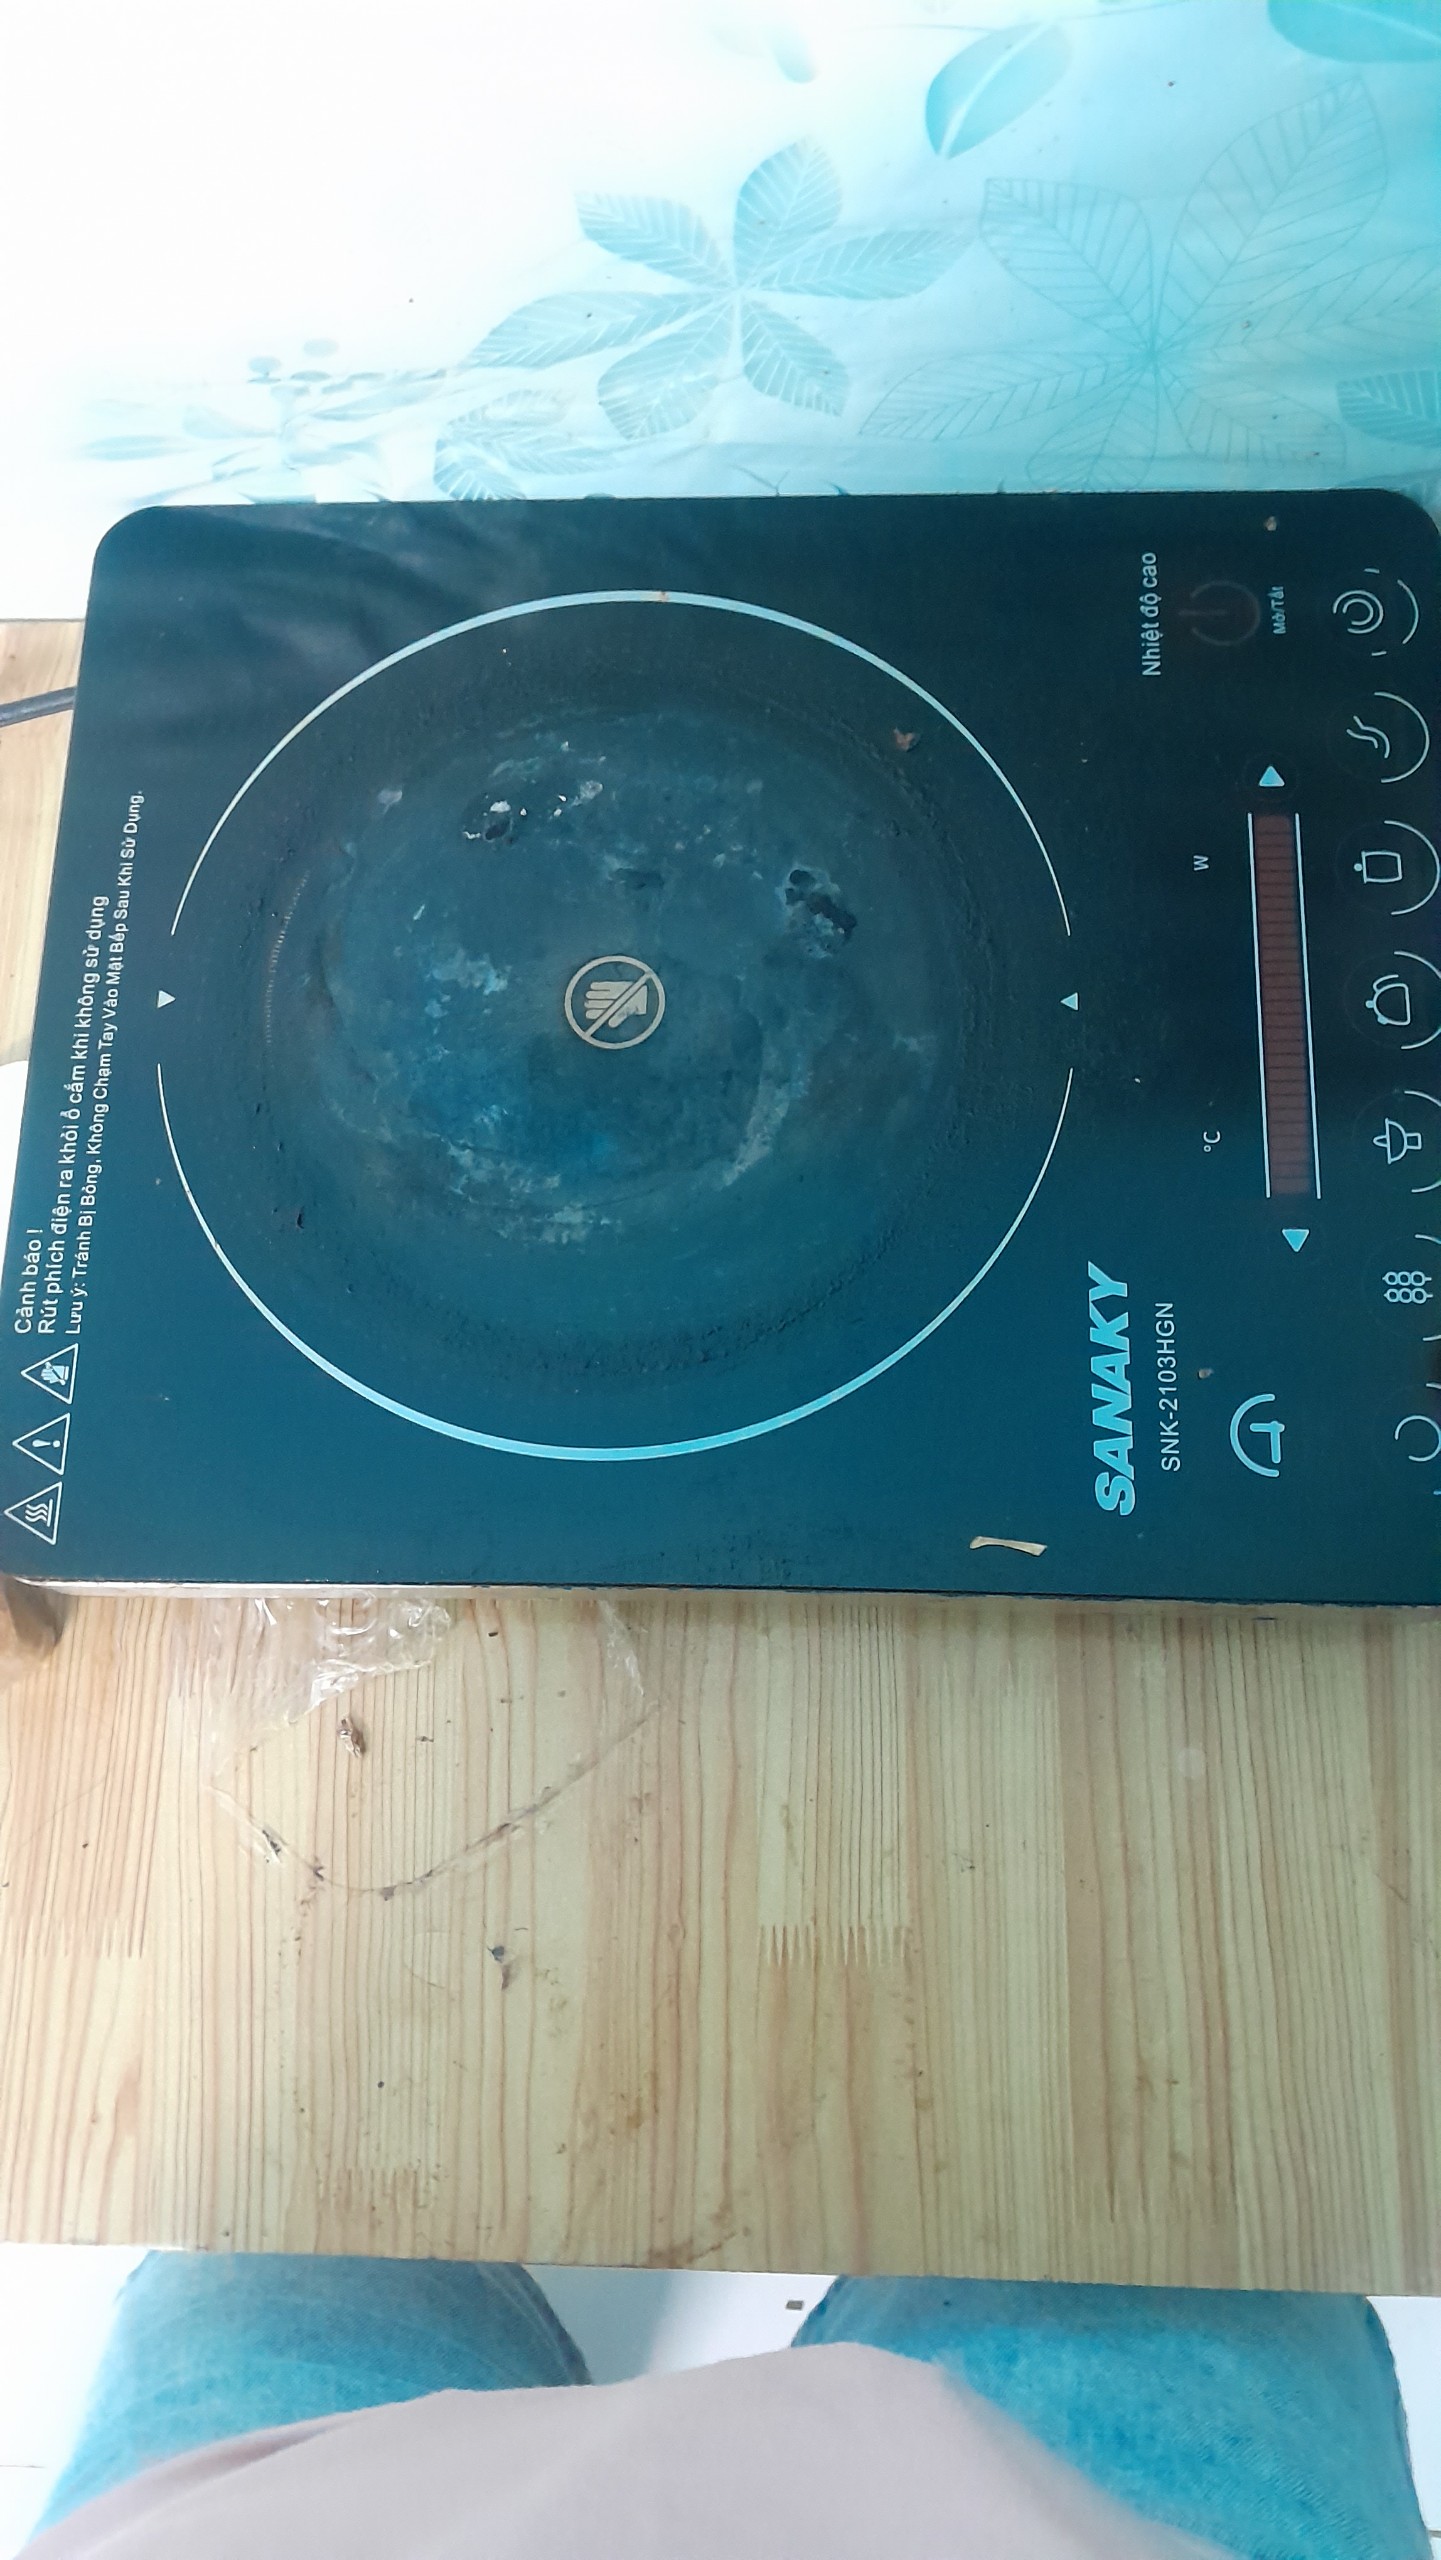 Cảnh báo !
Rút phích điện ra khỏi ổ cắm khi không sử dụng
Lưu ý: Tránh Bị Bỏng, Không Chạm Tay Vào Mặt Bếp Sau Khi Sử Dụng.
SANAKY
SNK-2103HGN
°C
W
Nhiệt độ cao
Mở/Tắt